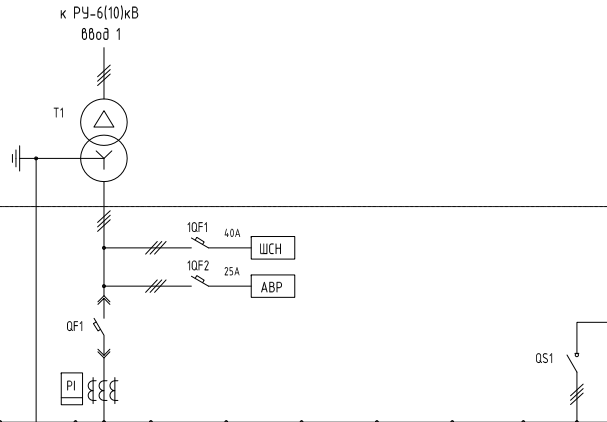 к РУ-6(10)кВ
ввод 1
T1
1QF1
40А
ШСН
1QF2
25А
АВР
QF1
QS1
PI